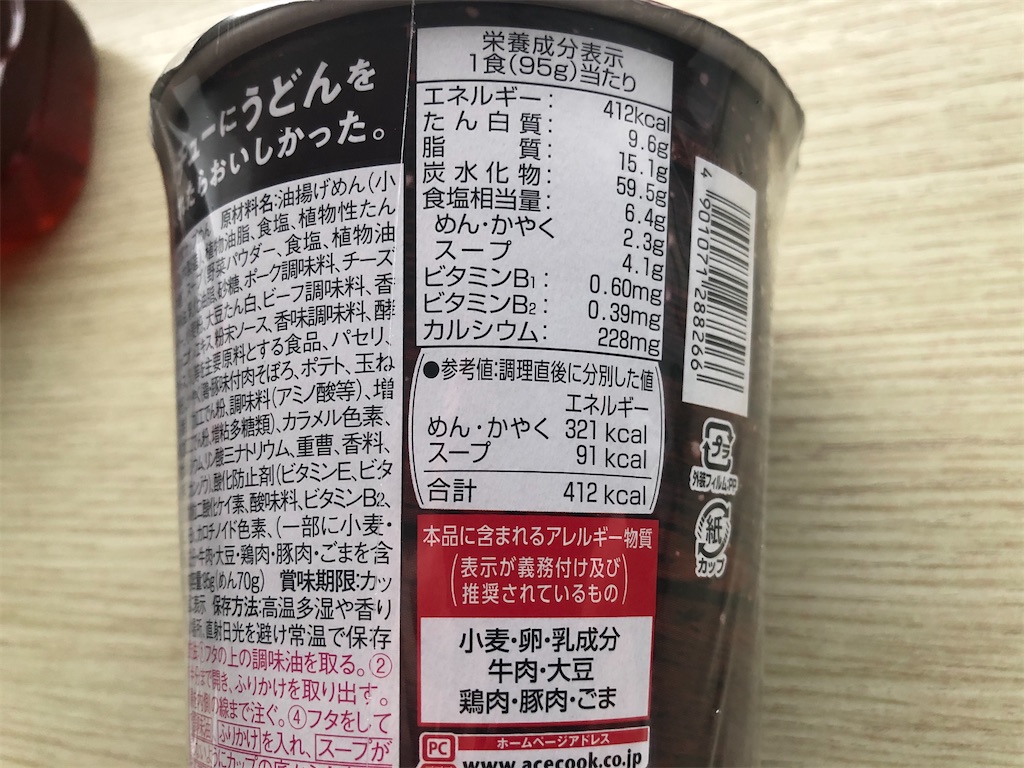 チューにうどんを
たらおいしかった。
原材料名:油揚げめん(小
油脂、食塩、植物性たん
野菜パウダー、食塩、植物油
砂糖、ポーク調味料、チーズ
大豆たん白、ビーフ調味料、香
粉末ソース、香味調味料、酵
主要原料とする食品、パセリ、
味付肉そぼろ、ポテト、玉ね
でん粉、調味料(アミノ酸等)、増
でん粉、増粘多糖類)、カラメル色素、
リン酸三ナトリウム、重曹、香料、
酸化防止剤(ビタミンE、ビタ
二酸化ケイ素、酸味料、ビタミンB2、
カロチノイド色素、(一部に小麦・
牛肉・大豆・鶏肉・豚肉・ごまを含
95g(めん70g) 賞味期限:カッ
表示 保存方法:高温多湿や香り
直射日光を避け常温で保存
フタの上の調味油を取る。②
開き、ふりかけを取り出す。
線まで注ぐ。④フタをして
ふりかけを入れ、スープが
栄養成分表示
1食(95g)当たり
エネルギー: 412kcal
たん白質: 9.6g
脂質: 15.1g
炭水化物: 59.5g
食塩相当量: 6.4g
めん・かやく 2.3g
スープ 4.1g
ビタミンB1: 0.60mg
ビタミンB2: 0.39mg
カルシウム: 228mg
●参考値:調理直後に分別した値
エネルギー
めん・かやく 321 kcal
スープ 91 kcal
合計 412 kcal
本品に含まれるアレルギー物質
(表示が義務付け及び
推奨されているもの)
小麦・卵・乳成分
牛肉・大豆
鶏肉・豚肉・ごま
PC ホームページアドレス
www.acecook.co.jp
4 901071 288266
プラ
外装フィルム:PP
紙
カップ